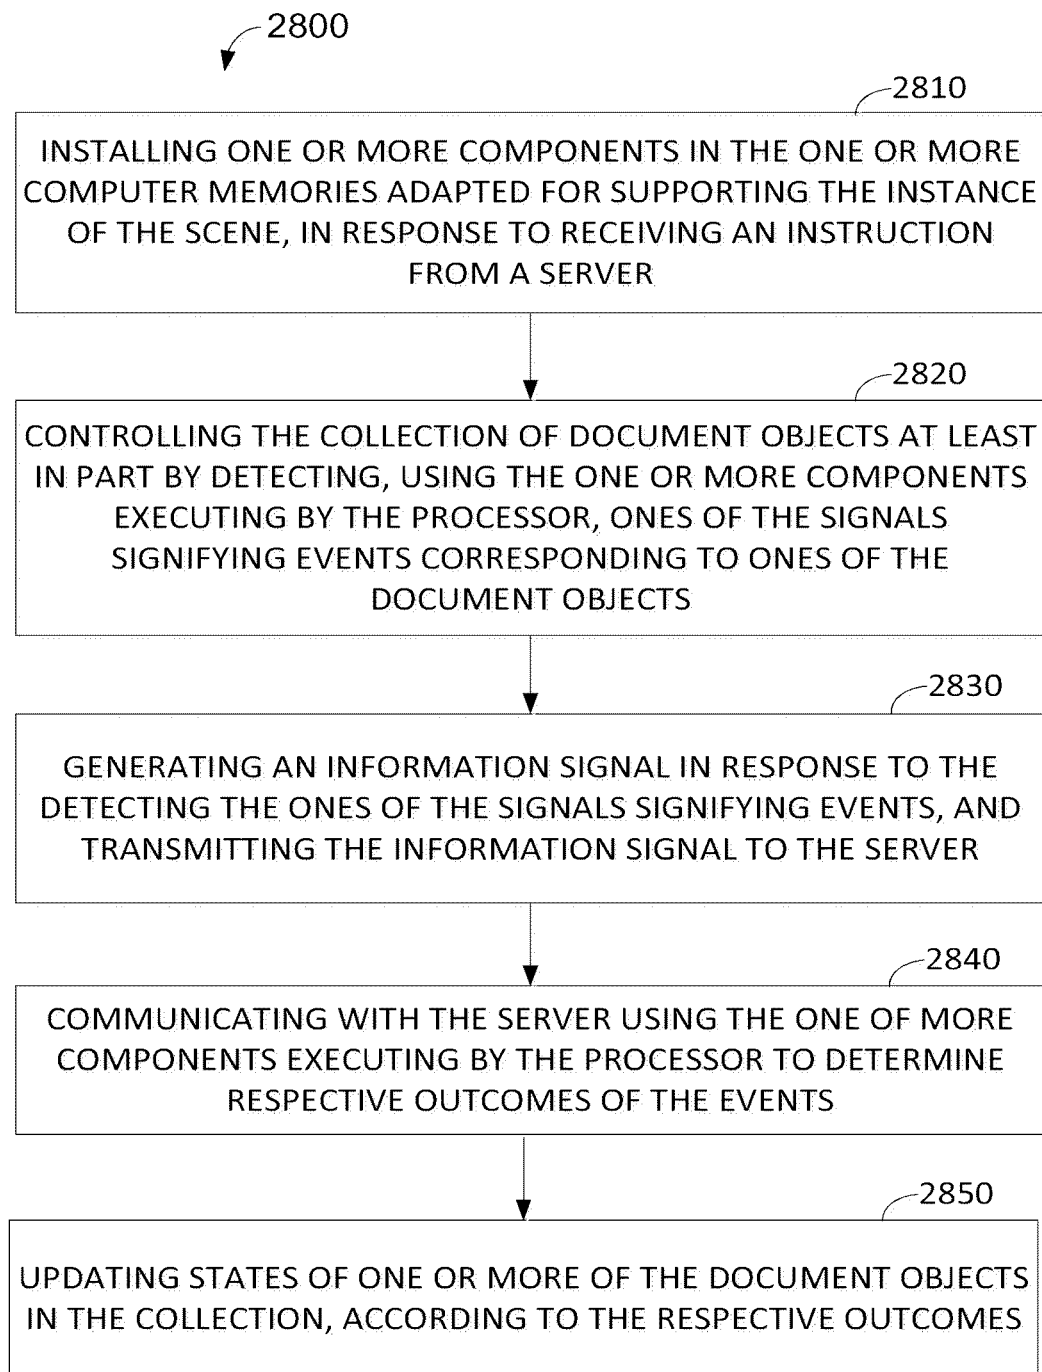 2800
2810
INSTALLING ONE OR MORE COMPONENTS IN THE ONE OR MORE
COMPUTER MEMORIES ADAPTED FOR SUPPORTING THE INSTANCE
OF THE SCENE, IN RESPONSE TO RECEIVING AN INSTRUCTION
FROM A SERVER
2820
CONTROLLING THE COLLECTION OF DOCUMENT OBJECTS AT LEAST
IN PART BY DETECTING, USING THE ONE OR MORE COMPONENTS
EXECUTING BY THE PROCESSOR, ONES OF THE SIGNALS
SIGNIFYING EVENTS CORRESPONDING TO ONES OF THE
DOCUMENT OBJECTS
2830
GENERATING AN INFORMATION SIGNAL IN RESPONSE TO THE
DETECTING THE ONES OF THE SIGNALS SIGNIFYING EVENTS, AND
TRANSMITTING THE INFORMATION SIGNAL TO THE SERVER
2840
COMMUNICATING WITH THE SERVER USING THE ONE OF MORE
COMPONENTS EXECUTING BY THE PROCESSOR TO DETERMINE
RESPECTIVE OUTCOMES OF THE EVENTS
2850
UPDATING STATES OF ONE OR MORE OF THE DOCUMENT OBJECTS
IN THE COLLECTION, ACCORDING TO THE RESPECTIVE OUTCOMES